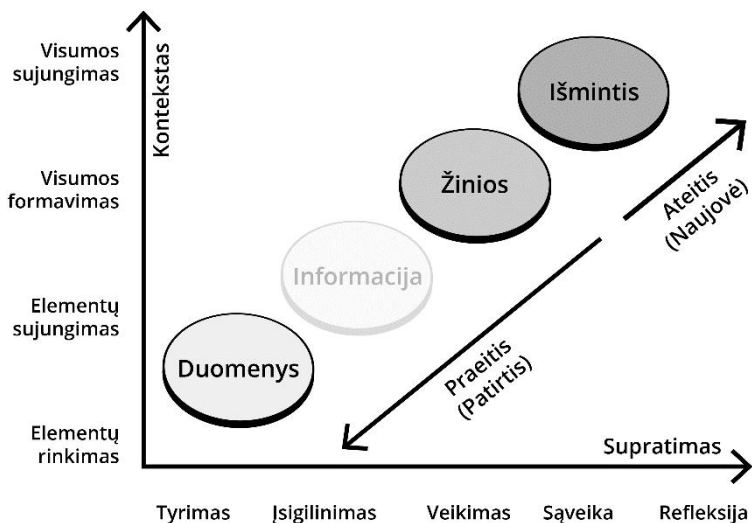 Visumos
sujungimas
Kontekstas
Išmintis
Visumos
formavimas
Žinios
Ateitis
(Naujovė)
Informacija
Elementų
sujungimas
Duomenys
Praeitis
(Patirtis)
Elementų
rinkimas
Supratimas
Tyrimas
Įsigilinimas
Veikimas
Sąveika
Refleksija